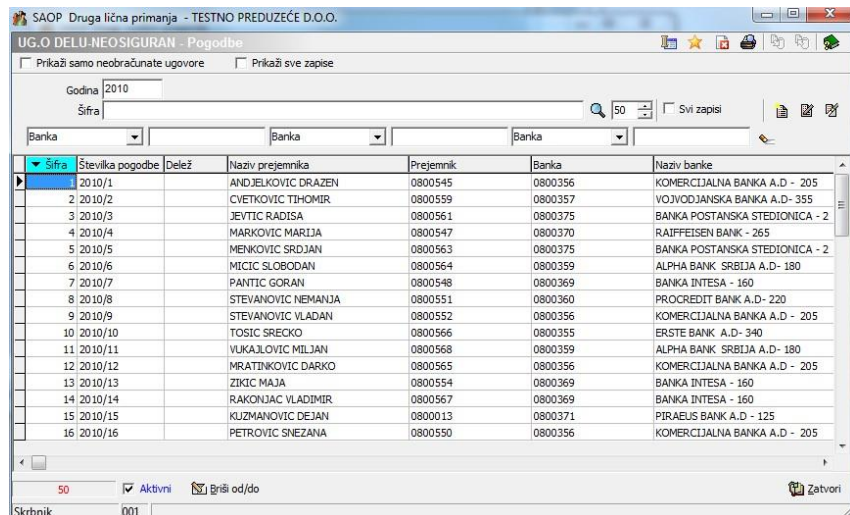 SAOP Druga lična primanja - TESTNO PREDUZEĆE D.O.O.
UG.O DELU-NEOSIGURAN - Pogodbe
Prikaži samo neobračunate ugovore Prikaži sve zapise
Godina 2010
Šifra 50 Svi zapisi
Banka Banka Banka
Šifra Številka pogodbe Delež Naziv prejemnika Prejemnik Banka Naziv banke
1 2010/1 ANDJELKOVIC DRAZEN 0800545 0800356 KOMERCIJALNA BANKA A.D - 205
2 2010/2 CVETKOVIC TIHOMIR 0800559 0800357 VOJVODJANSKA BANKA A.D- 355
3 2010/3 JEVTIC RADISA 0800561 0800375 BANKA POSTANSKA STEDIONICA - 2
4 2010/4 MARKOVIC MARIJA 0800547 0800370 RAIFFEISEN BANK - 265
5 2010/5 MENKOVIC SRDJAN 0800563 0800375 BANKA POSTANSKA STEDIONICA - 2
6 2010/6 MICIC SLOBODAN 0800564 0800359 ALPHA BANK SRBIJA A.D- 180
7 2010/7 PANTIC GORAN 0800548 0800369 BANKA INTESA - 160
8 2010/8 STEVANOVIC NEMANJA 0800551 0800360 PROCREDIT BANK A.D- 220
9 2010/9 STEVANOVIC VLADAN 0800552 0800356 KOMERCIJALNA BANKA A.D - 205
10 2010/10 TOSIC SRECKO 0800566 0800355 ERSTE BANK A.D- 340
11 2010/11 VUKAJLOVIC MILJAN 0800568 0800359 ALPHA BANK SRBIJA A.D- 180
12 2010/12 MRATINKOVIC DARKO 0800565 0800356 KOMERCIJALNA BANKA A.D - 205
13 2010/13 ZIKIC MAJA 0800554 0800369 BANKA INTESA - 160
14 2010/14 RAKONJAC VLADIMIR 0800567 0800369 BANKA INTESA - 160
15 2010/15 KUZMANOVIC DEJAN 0800013 0800371 PIRAEUS BANK A.D - 125
16 2010/16 PETROVIC SNEZANA 0800550 0800356 KOMERCIJALNA BANKA A.D - 205
50 Aktivni Briši od/do Zatvori
Skrbnik 001